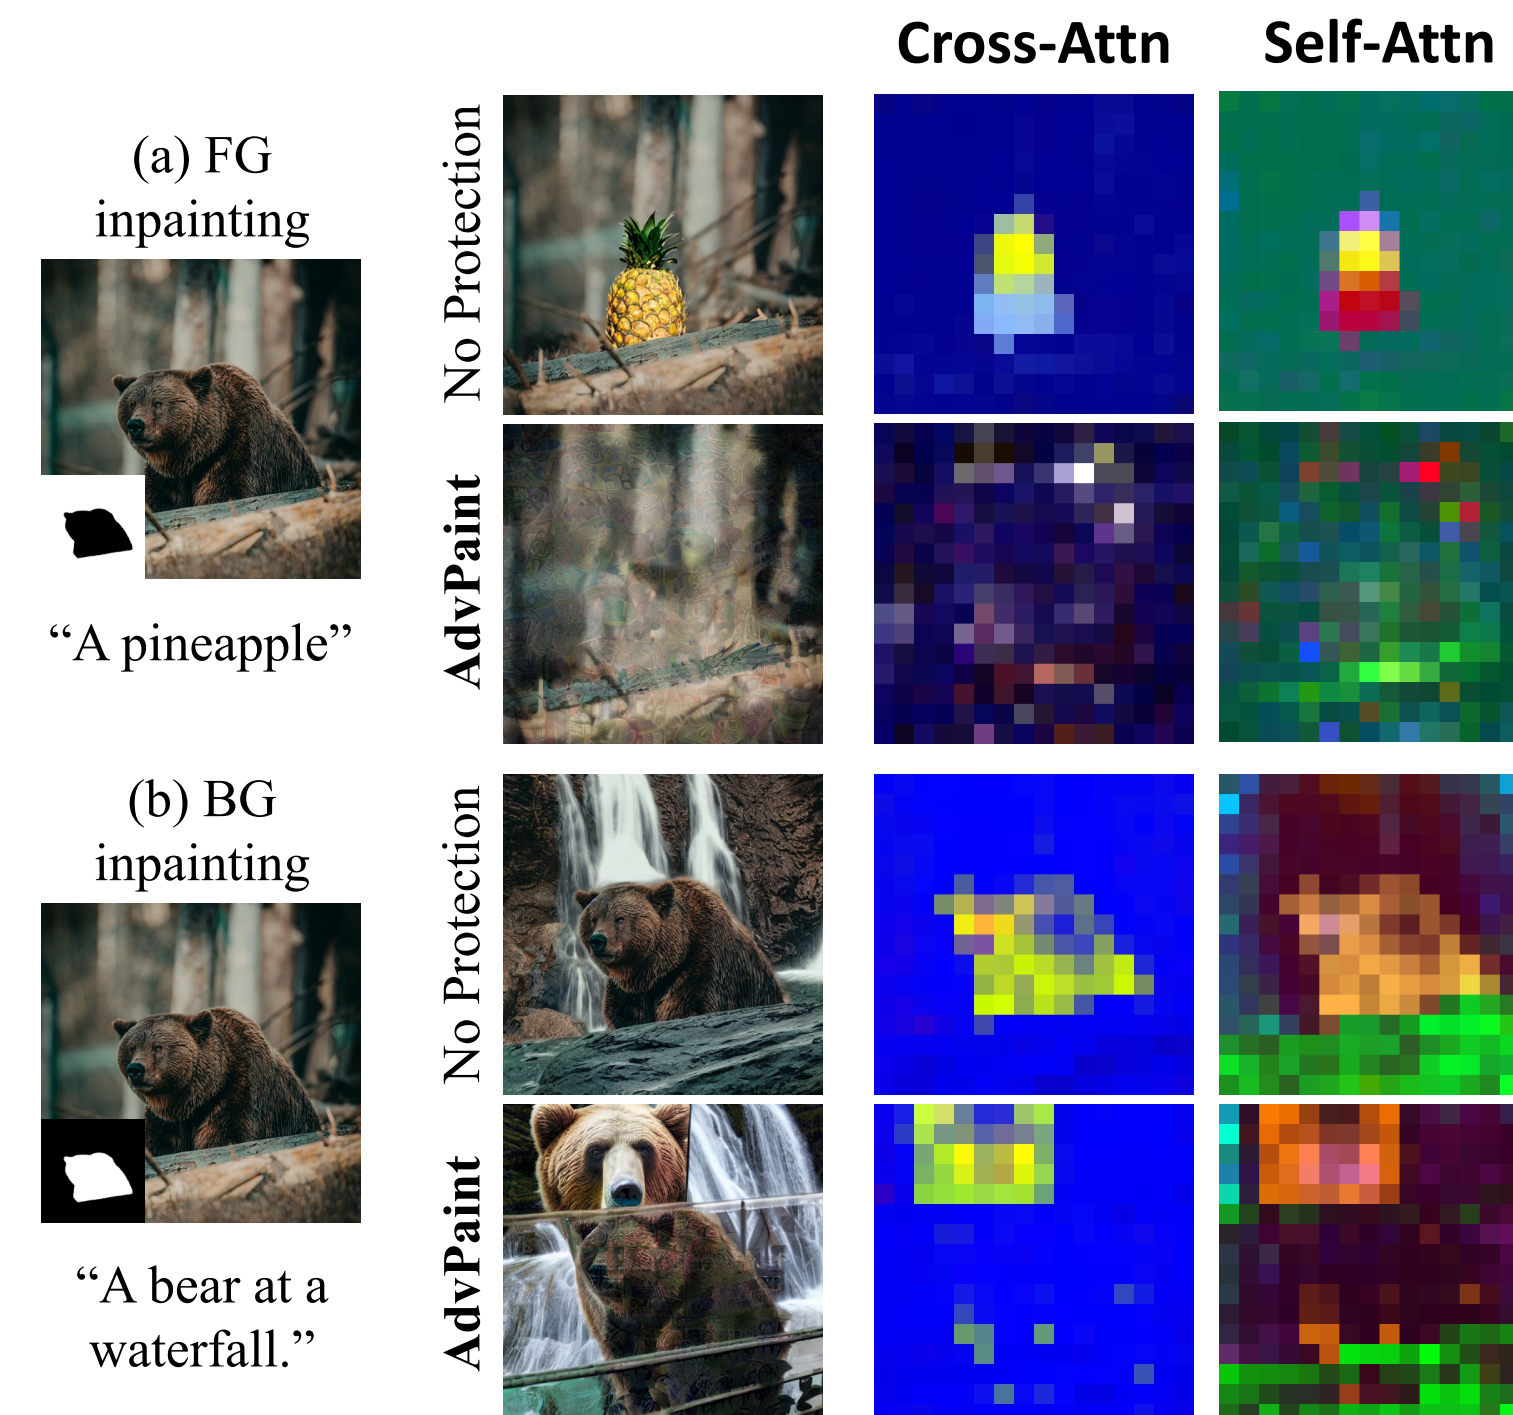 Cross-Attn
Self-Attn
(a) FG
inpainting
“A pineapple”
No Protection
AdvPaint
(b) BG
inpainting
“A bear at a
waterfall.”
No Protection
AdvPaint